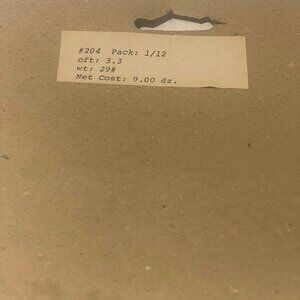 #204 Pack: 1/12
cft: 3.3
wt: 29#
Net Cost: 9.00 dz.